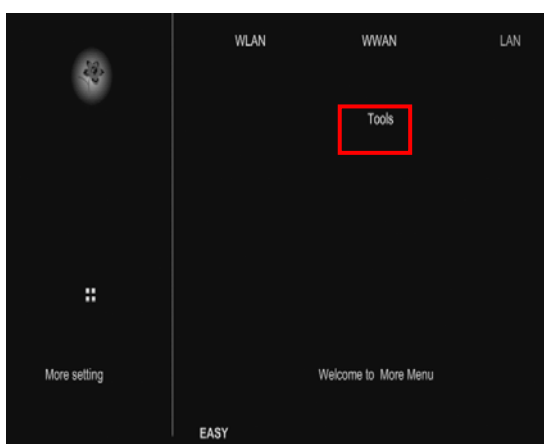 WLAN WWAN LAN
Tools
More setting
Welcome to More Menu
EASY